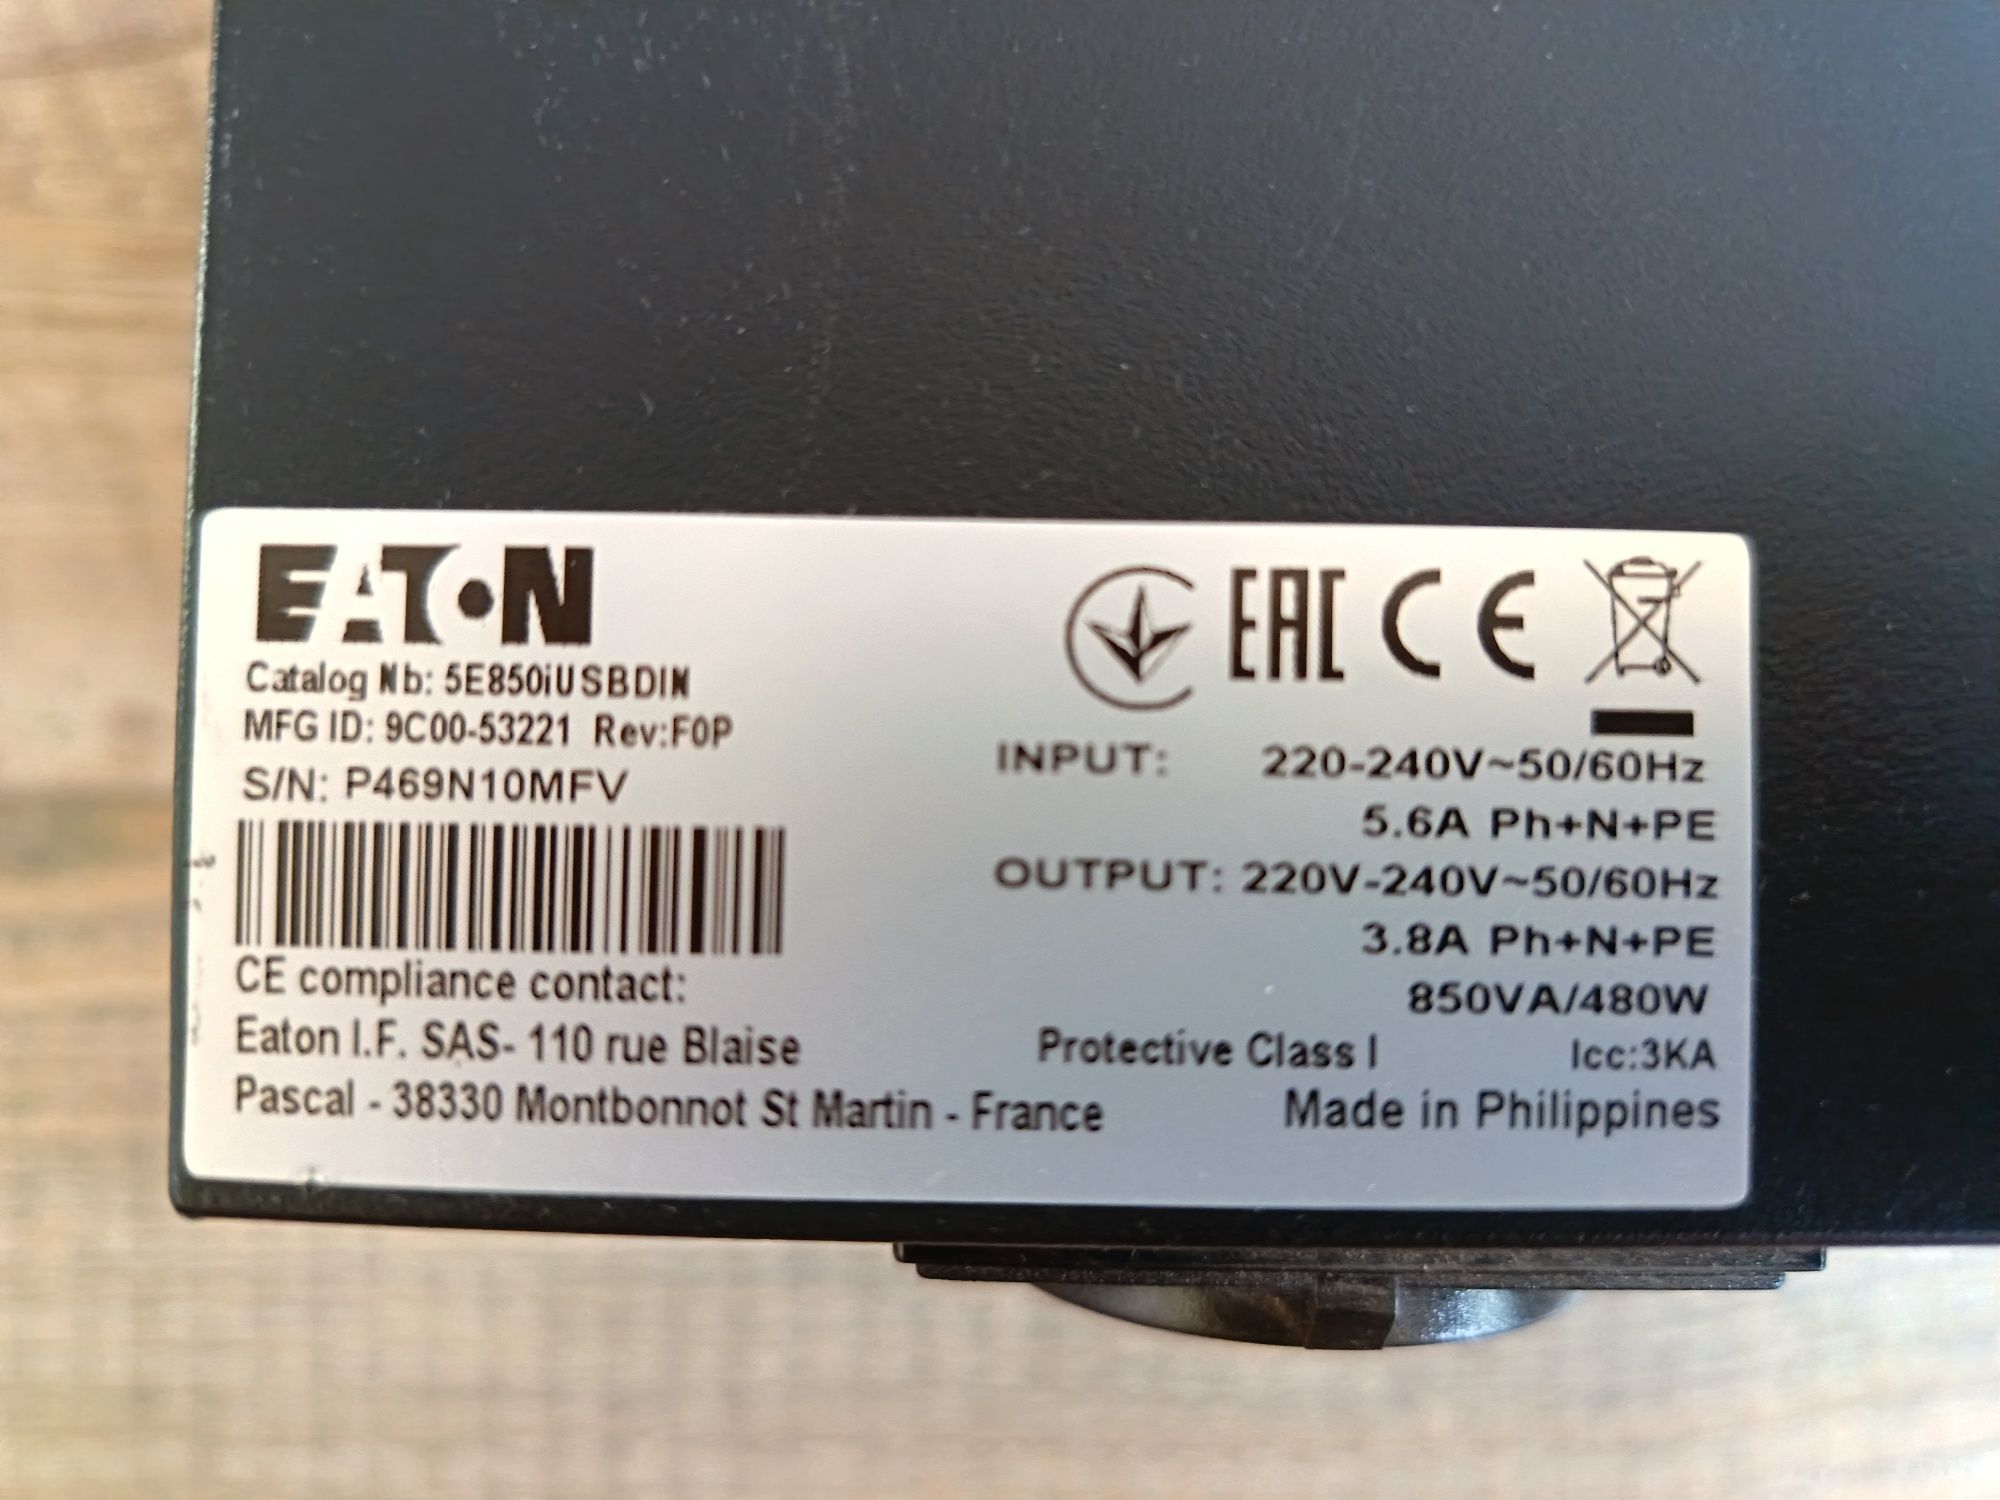 EATON
Catalog Nb: 5E850iUSBDIN
MFG ID: 9C00-53221 Rev:F0P
S/N: P469N10MFV
CE compliance contact:
Eaton I.F. SAS- 110 rue Blaise
Pascal - 38330 Montbonnot St Martin - France
EAC CE
INPUT: 220-240V~50/60Hz
5.6A Ph+N+PE
OUTPUT: 220V-240V~50/60Hz
3.8A Ph+N+PE
850VA/480W
Protective Class I Icc:3KA
Made in Philippines